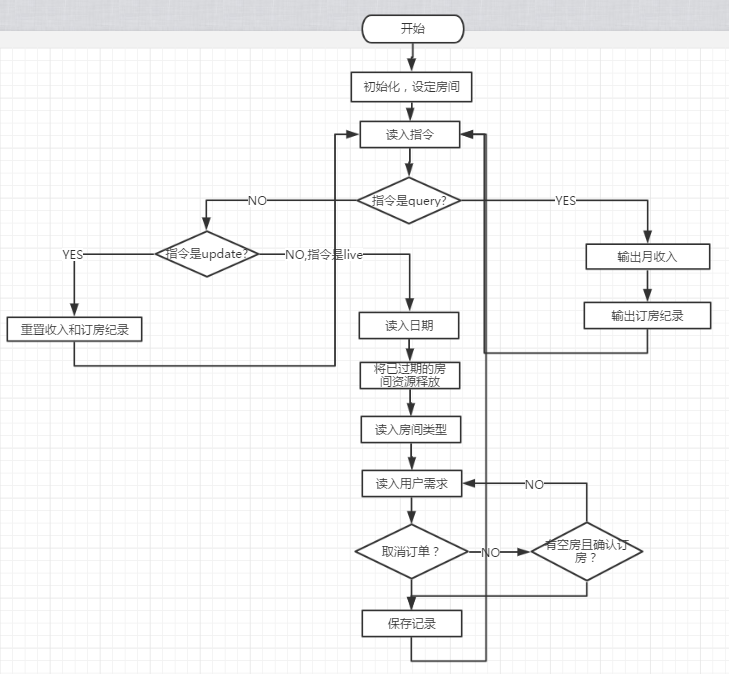 开始
初始化，设定房间
读入指令
指令是query?
NO
YES
指令是update?
YES
NO,指令是live
输出月收入
输出订房纪录
重置收入和订房纪录
读入日期
将已过期的房
间资源释放
读入房间类型
读入用户需求
NO
取消订单？
NO
有空房且确认订
房？
保存记录